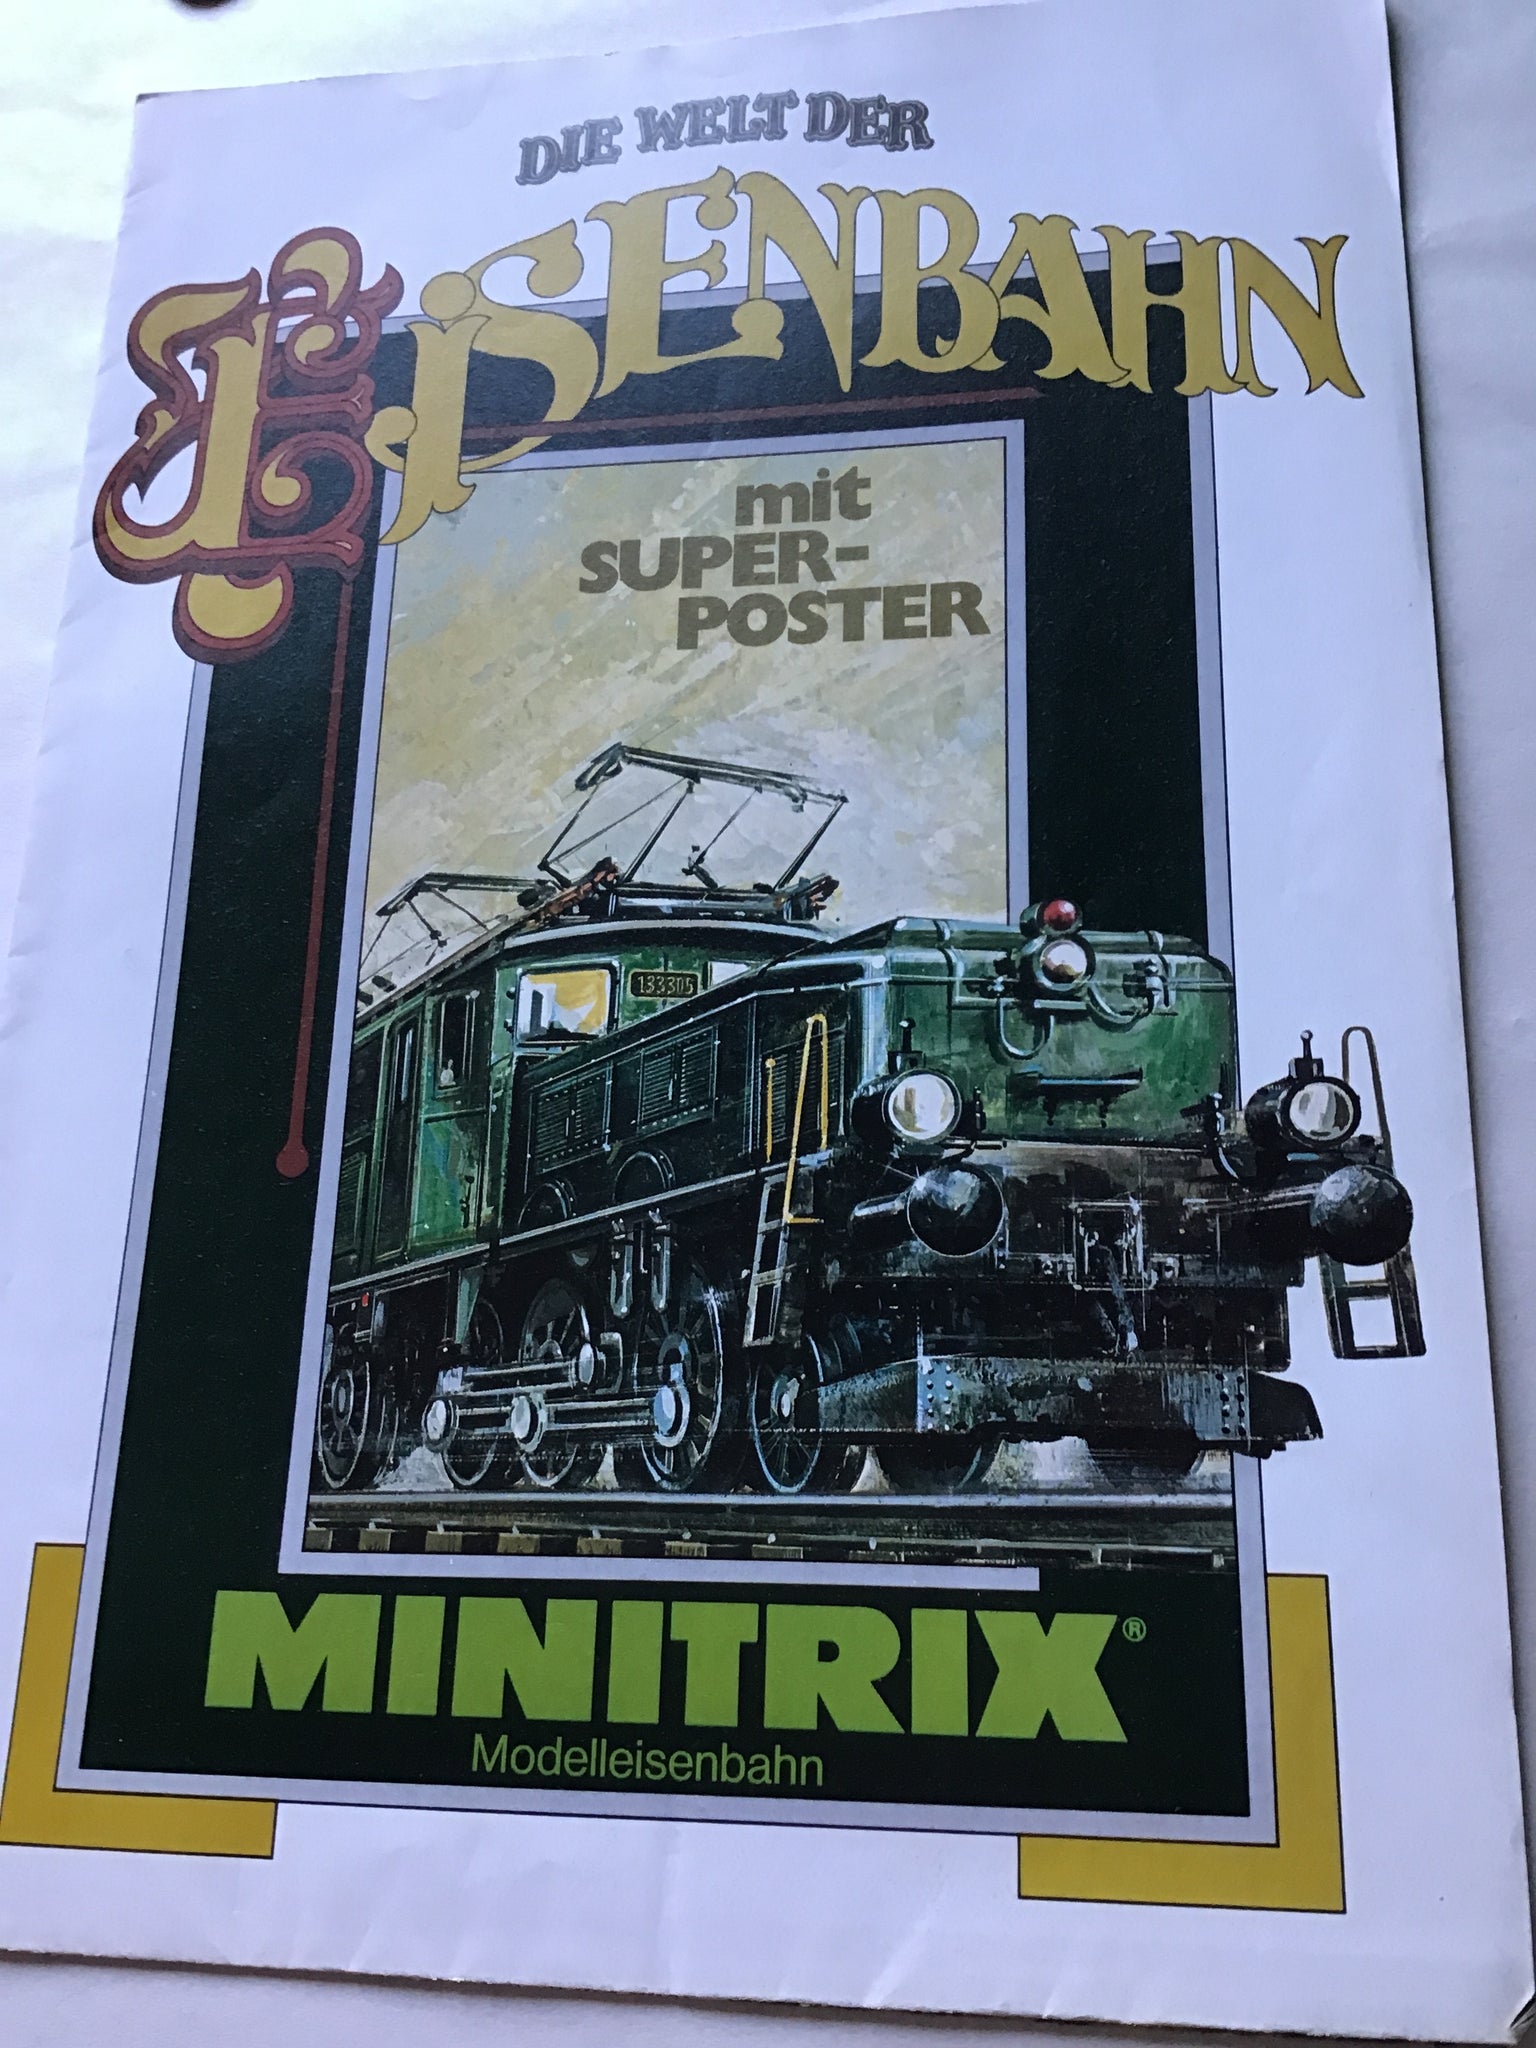 DIE WELT DER
EISENBAHN
mit
SUPER-
POSTER
133305
MINITRIX®
Modelleisenbahn